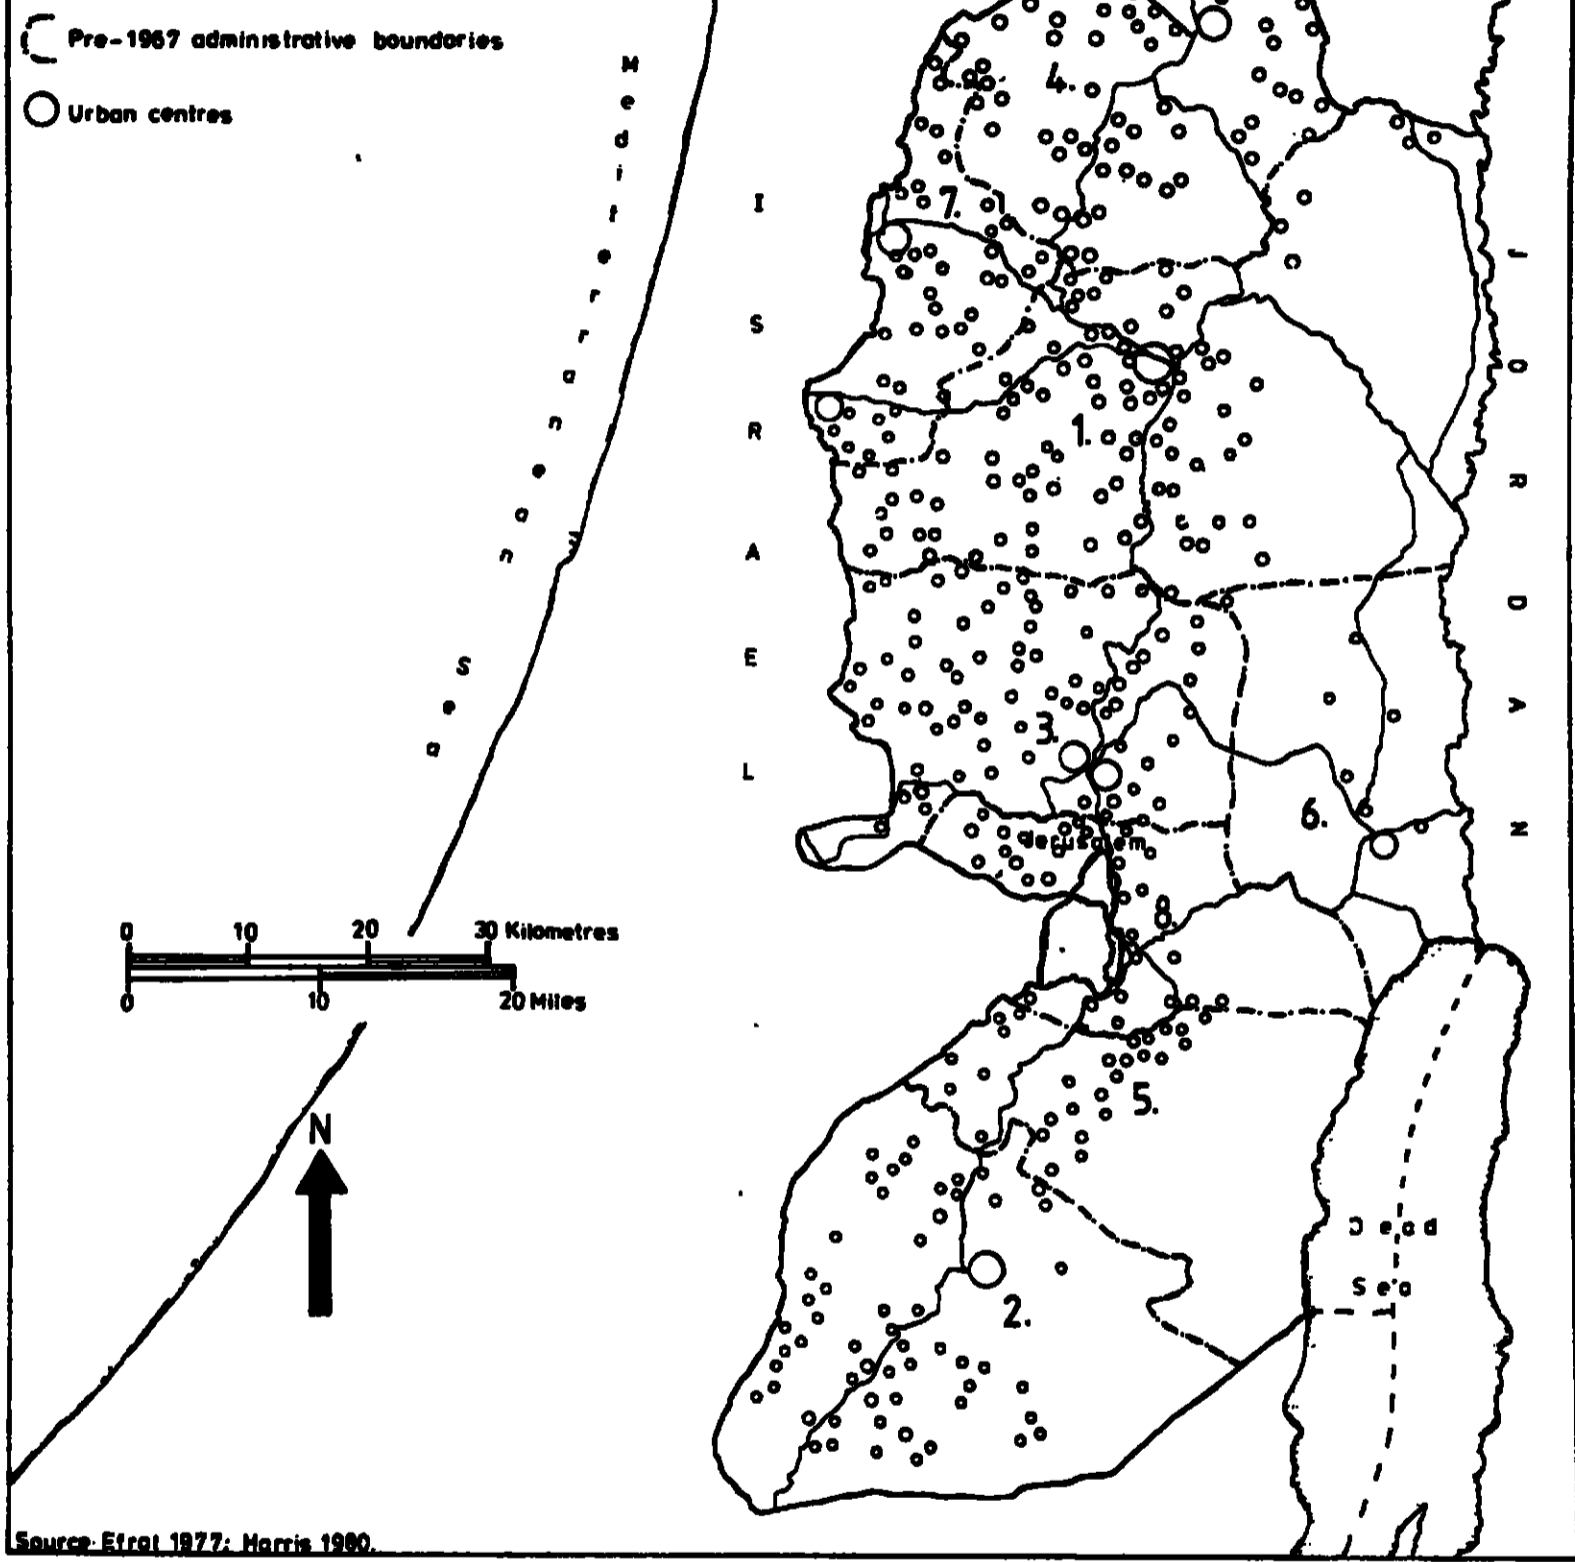 Pre-1967 administrative boundaries
Urban centres
Mediterranean
Sea
ISRAEL
JORDAN
4.
7.
1.
3.
6.
Jerusalem
5.
2.
0 10 20 30 Kilometres
0 10 20 Miles
N
Dead
Sea
Source: Efrat 1977; Harris 1980.